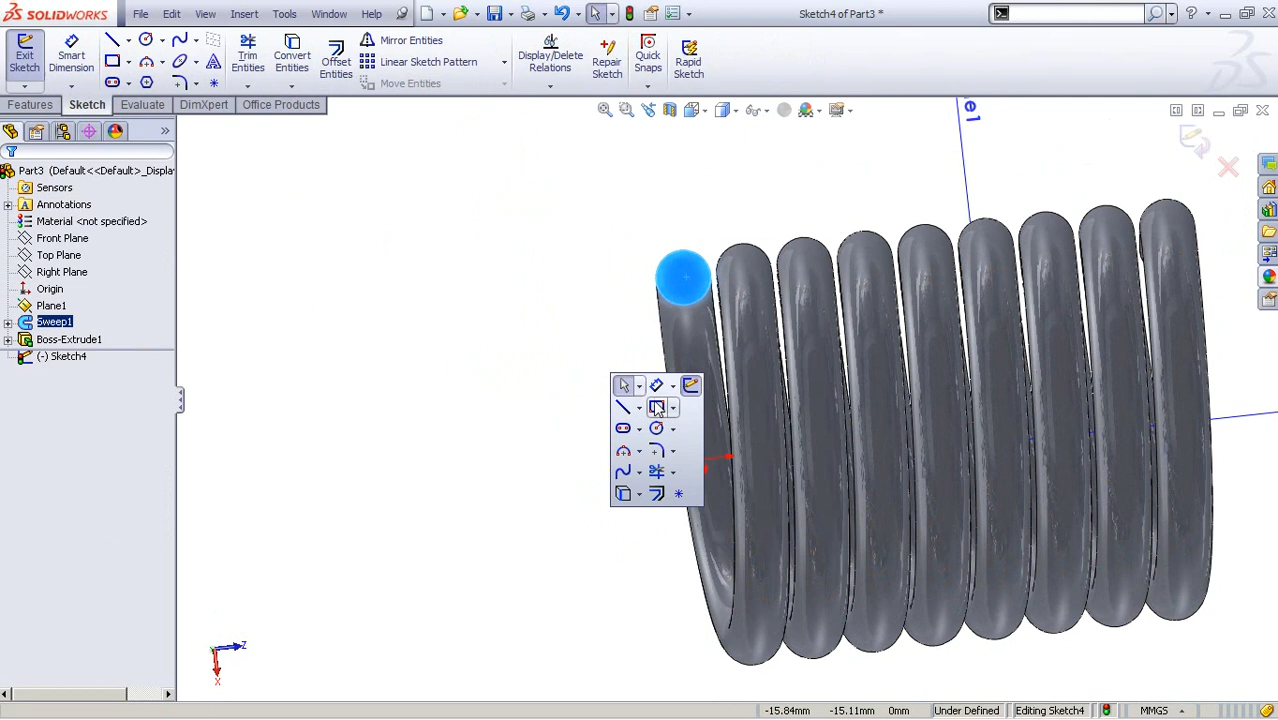 SOLIDWORKS File Edit View Insert Tools Window Help Sketch4 of Part3 *
Exit Sketch Smart Dimension Trim Entities Convert Entities Offset Entities Mirror Entities Linear Sketch Pattern Move Entities Display/Delete Relations Repair Sketch Quick Snaps Rapid Sketch
Features Sketch Evaluate DimXpert Office Products
Part3 (Default<<Default>_Displa
Sensors
Annotations
Material <not specified>
Front Plane
Top Plane
Right Plane
Origin
Plane1
Sweep1
Boss-Extrude1
(-) Sketch4
Z
X
-15.84mm -15.11mm 0mm Under Defined Editing Sketch4 MMGS